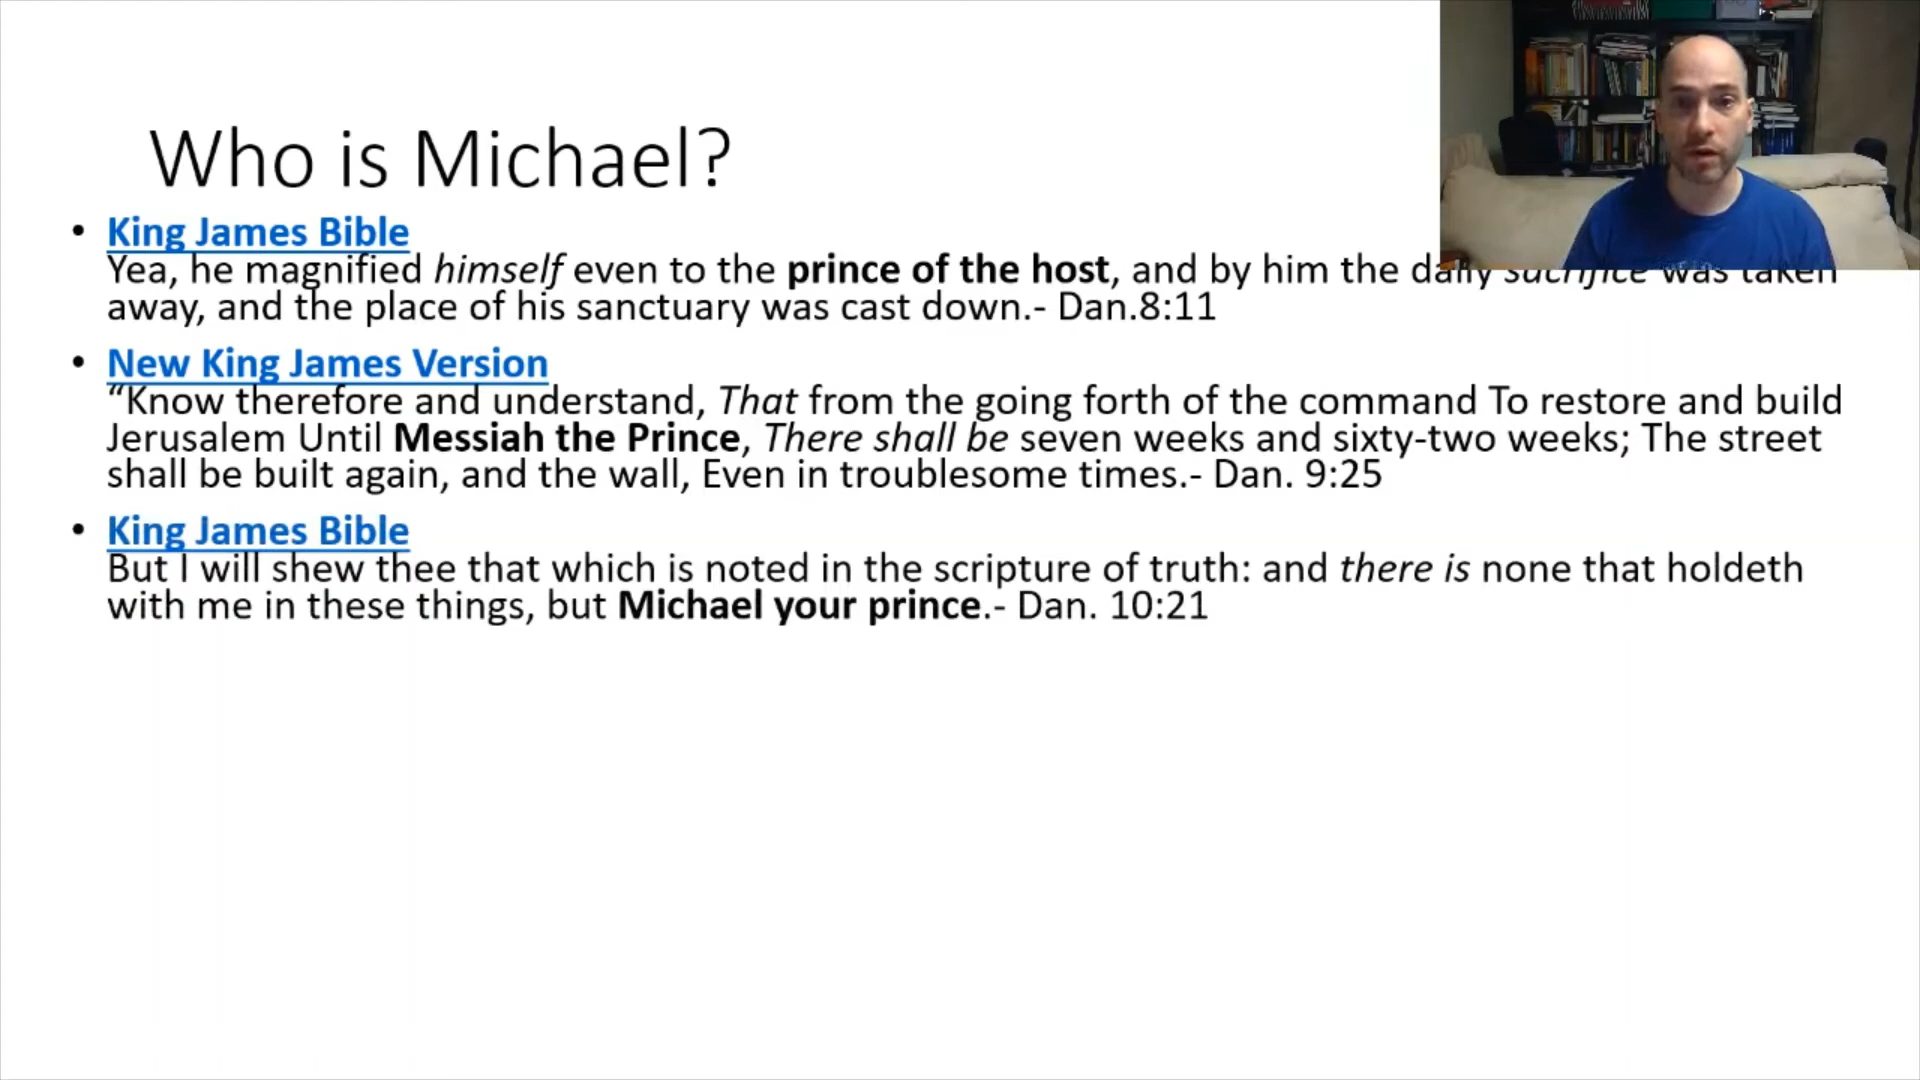 Who is Michael?
• King James Bible
Yea, he magnified himself even to the prince of the host, and by him the daily sacrifice was taken
away, and the place of his sanctuary was cast down.- Dan.8:11
• New King James Version
“Know therefore and understand, That from the going forth of the command To restore and build
Jerusalem Until Messiah the Prince, There shall be seven weeks and sixty-two weeks; The street
shall be built again, and the wall, Even in troublesome times.- Dan. 9:25
• King James Bible
But I will shew thee that which is noted in the scripture of truth: and there is none that holdeth
with me in these things, but Michael your prince.- Dan. 10:21